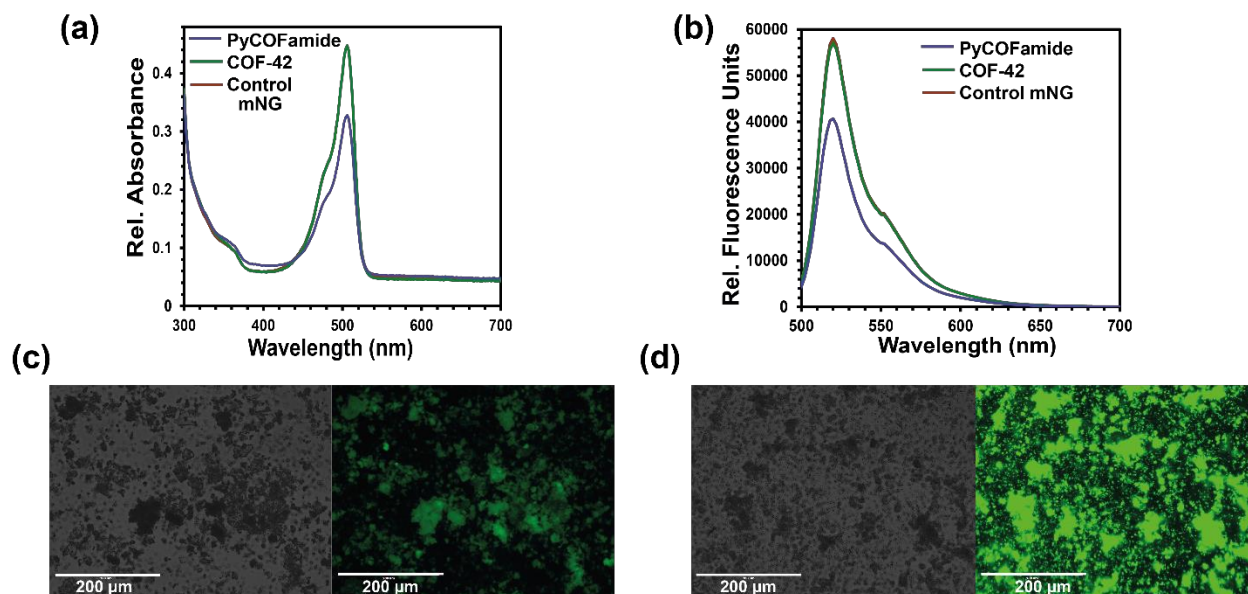 (a)
Rel. Absorbance
0.4
0.3
0.2
0.1
0
PyCOFamide
COF-42
Control
mNG
300
400
500
600
700
Wavelength (nm)
(b)
Rel. Fluorescence Units
60000
50000
40000
30000
20000
10000
0
PyCOFamide
COF-42
Control mNG
500
550
600
650
700
Wavelength (nm)
(c)
200 µm
200 µm
(d)
200 µm
200 µm